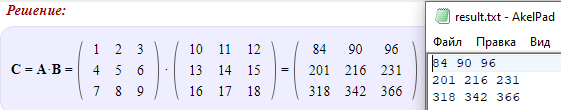 Решение:
result.txt - AkelPad
Файл Правка Вид
C = A·B = ( 1 2 3 ) · ( 10 11 12 ) = ( 84 90 96 )
4 5 6 13 14 15 201 216 231
7 8 9 16 17 18 318 342 366
84 90 96
201 216 231
318 342 366